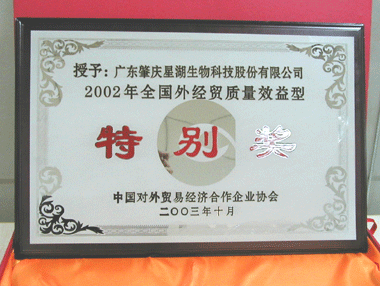 授予：广东肇庆星湖生物科技股份有限公司
2002年全国外经贸质量效益型
特别奖
中国对外贸易经济合作企业协会
二〇〇三年十月